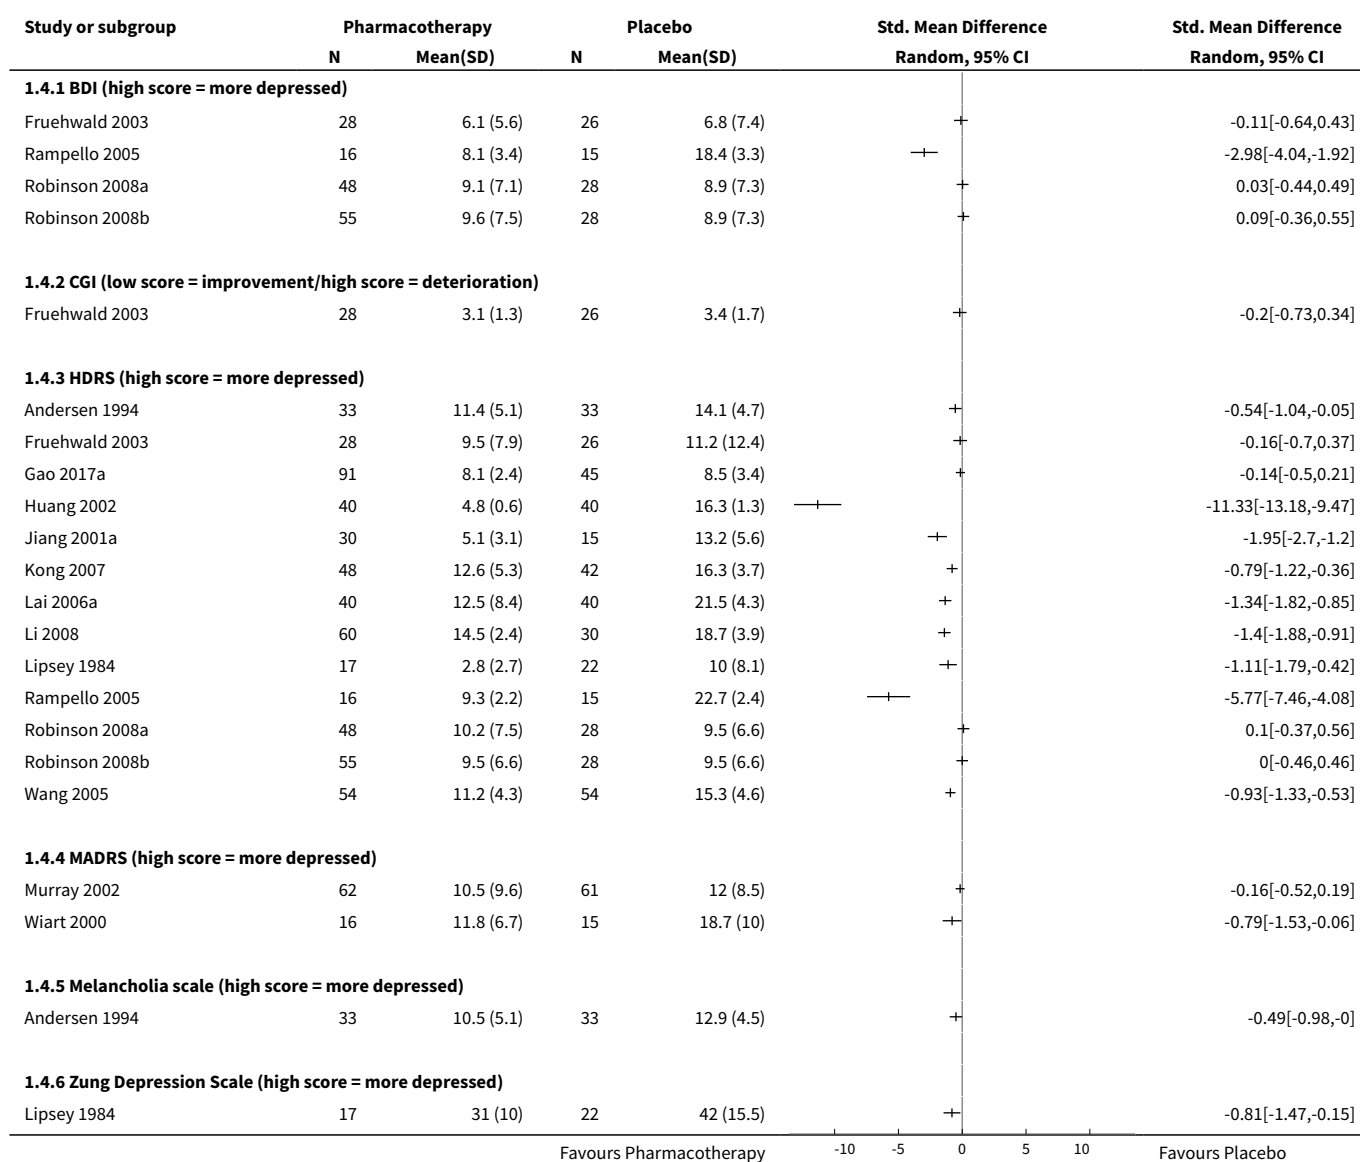 Study or subgroup Pharmacotherapy Placebo Std. Mean Difference Std. Mean Difference
N Mean(SD) N Mean(SD) Random, 95% CI Random, 95% CI
1.4.1 BDI (high score = more depressed)
Fruehwald 2003 28 6.1 (5.6) 26 6.8 (7.4) -0.11[-0.64,0.43]
Rampello 2005 16 8.1 (3.4) 15 18.4 (3.3) -2.98[-4.04,-1.92]
Robinson 2008a 48 9.1 (7.1) 28 8.9 (7.3) 0.03[-0.44,0.49]
Robinson 2008b 55 9.6 (7.5) 28 8.9 (7.3) 0.09[-0.36,0.55]
1.4.2 CGI (low score = improvement/high score = deterioration)
Fruehwald 2003 28 3.1 (1.3) 26 3.4 (1.7) -0.2[-0.73,0.34]
1.4.3 HDRS (high score = more depressed)
Andersen 1994 33 11.4 (5.1) 33 14.1 (4.7) -0.54[-1.04,-0.05]
Fruehwald 2003 28 9.5 (7.9) 26 11.2 (12.4) -0.16[-0.7,0.37]
Gao 2017a 91 8.1 (2.4) 45 8.5 (3.4) -0.14[-0.5,0.21]
Huang 2002 40 4.8 (0.6) 40 16.3 (1.3) -11.33[-13.18,-9.47]
Jiang 2001a 30 5.1 (3.1) 15 13.2 (5.6) -1.95[-2.7,-1.2]
Kong 2007 48 12.6 (5.3) 42 16.3 (3.7) -0.79[-1.22,-0.36]
Lai 2006a 40 12.5 (8.4) 40 21.5 (4.3) -1.34[-1.82,-0.85]
Li 2008 60 14.5 (2.4) 30 18.7 (3.9) -1.4[-1.88,-0.91]
Lipsey 1984 17 2.8 (2.7) 22 10 (8.1) -1.11[-1.79,-0.42]
Rampello 2005 16 9.3 (2.2) 15 22.7 (2.4) -5.77[-7.46,-4.08]
Robinson 2008a 48 10.2 (7.5) 28 9.5 (6.6) 0.1[-0.37,0.56]
Robinson 2008b 55 9.5 (6.6) 28 9.5 (6.6) 0[-0.46,0.46]
Wang 2005 54 11.2 (4.3) 54 15.3 (4.6) -0.93[-1.33,-0.53]
1.4.4 MADRS (high score = more depressed)
Murray 2002 62 10.5 (9.6) 61 12 (8.5) -0.16[-0.52,0.19]
Wiart 2000 16 11.8 (6.7) 15 18.7 (10) -0.79[-1.53,-0.06]
1.4.5 Melancholia scale (high score = more depressed)
Andersen 1994 33 10.5 (5.1) 33 12.9 (4.5) -0.49[-0.98,-0]
1.4.6 Zung Depression Scale (high score = more depressed)
Lipsey 1984 17 31 (10) 22 42 (15.5) -0.81[-1.47,-0.15]
Favours Pharmacotherapy -10 -5 0 5 10 Favours Placebo